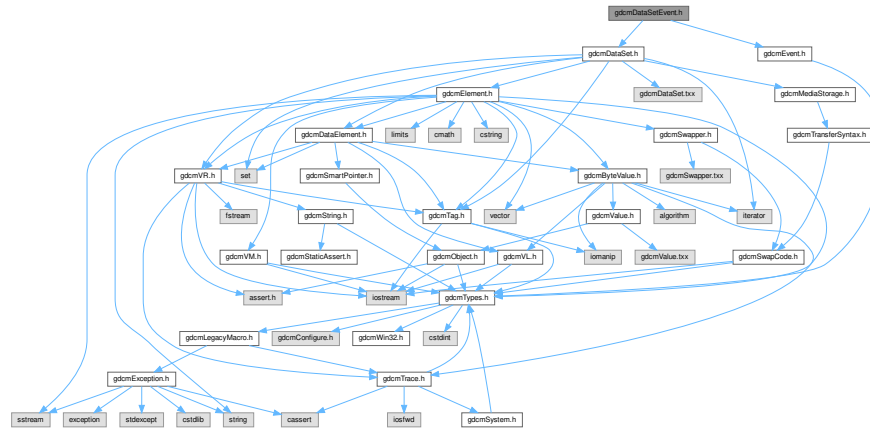 gdcmDataSetEvent.h
gdcmDataSet.h
gdcmEvent.h
gdcmElement.h
gdcmDataSet.txx
gdcmMediaStorage.h
gdcmDataElement.h
limits
cmath
cstring
gdcmSwapper.h
gdcmTransferSyntax.h
gdcmVR.h
set
gdcmSmartPointer.h
gdcmByteValue.h
gdcmSwapper.txx
fstream
gdcmString.h
gdcmTag.h
vector
gdcmValue.h
algorithm
iterator
gdcmVM.h
gdcmStaticAssert.h
gdcmObject.h
gdcmVL.h
iomanip
gdcmValue.txx
gdcmSwapCode.h
assert.h
iostream
gdcmTypes.h
gdcmLegacyMacro.h
gdcmConfigure.h
gdcmWin32.h
cstdint
gdcmException.h
gdcmTrace.h
sstream
exception
stdexcept
cstdlib
string
cassert
iosfwd
gdcmSystem.h